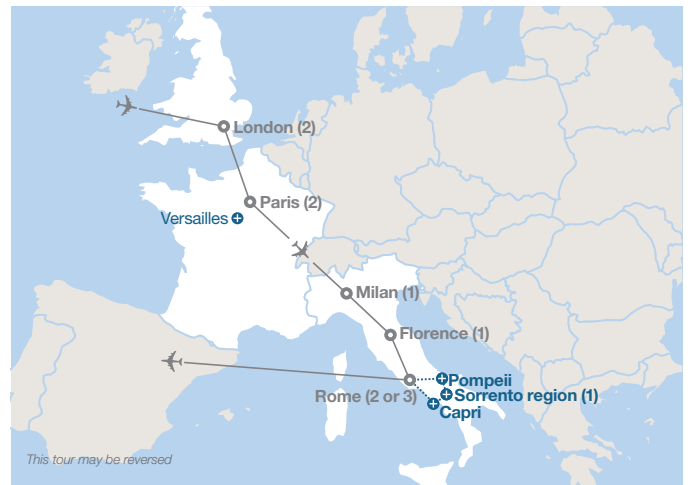 London (2)
Paris (2)
Versailles
Milan (1)
Florence (1)
Pompeii
Sorrento region (1)
Rome (2 or 3)
Capri
This tour may be reversed